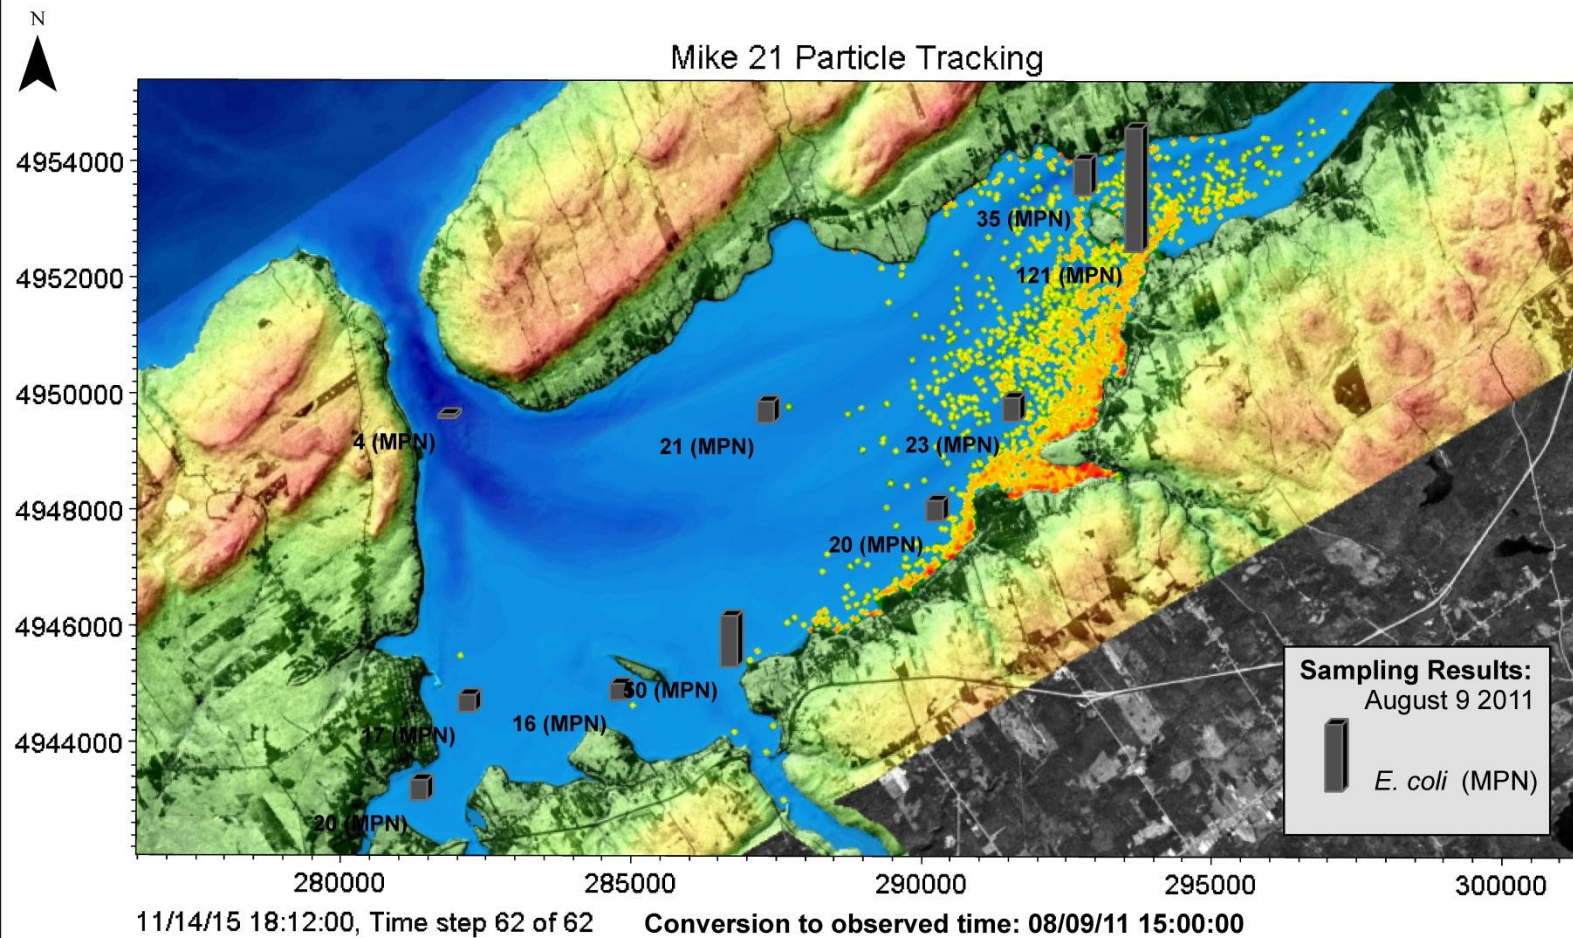 N
Mike 21 Particle Tracking
4954000
4952000
4950000
4948000
4946000
4944000
35 (MPN)
121 (MPN)
4 (MPN)
21 (MPN)
23 (MPN)
20 (MPN)
50 (MPN)
16 (MPN)
17 (MPN)
20 (MPN)
Sampling Results:
August 9 2011
E. coli (MPN)
280000
285000
290000
295000
300000
11/14/15 18:12:00, Time step 62 of 62
Conversion to observed time: 08/09/11 15:00:00